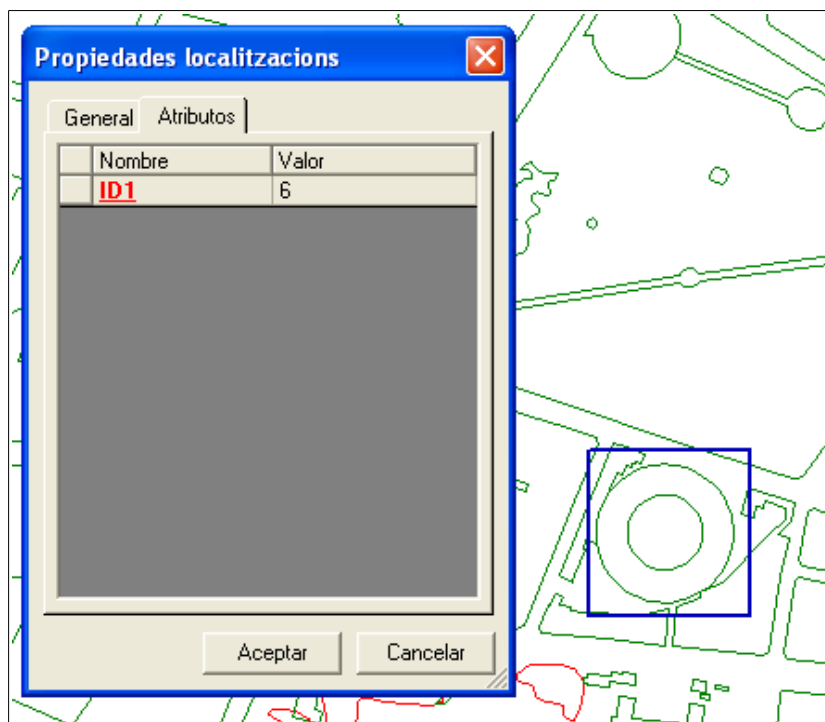 Propiedades localitzacions
General Atributos
Nombre Valor
ID1 6
Aceptar Cancelar